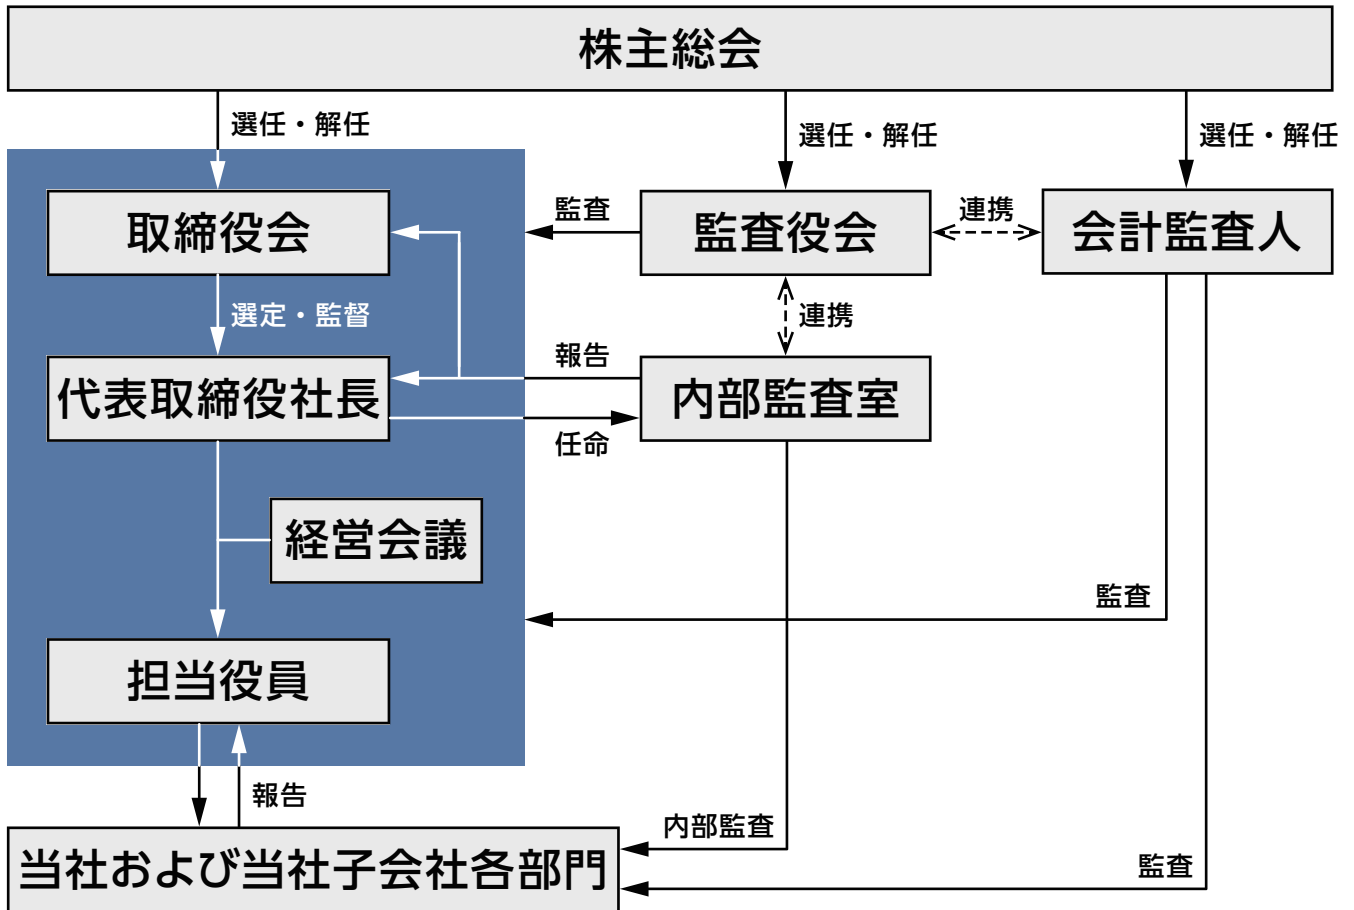 株主総会
選任・解任
選任・解任
選任・解任
取締役会
監査
監査役会
連携
会計監査人
選定・監督
連携
代表取締役社長
報告
任命
内部監査室
経営会議
監査
担当役員
報告
内部監査
当社および当社子会社各部門
監査